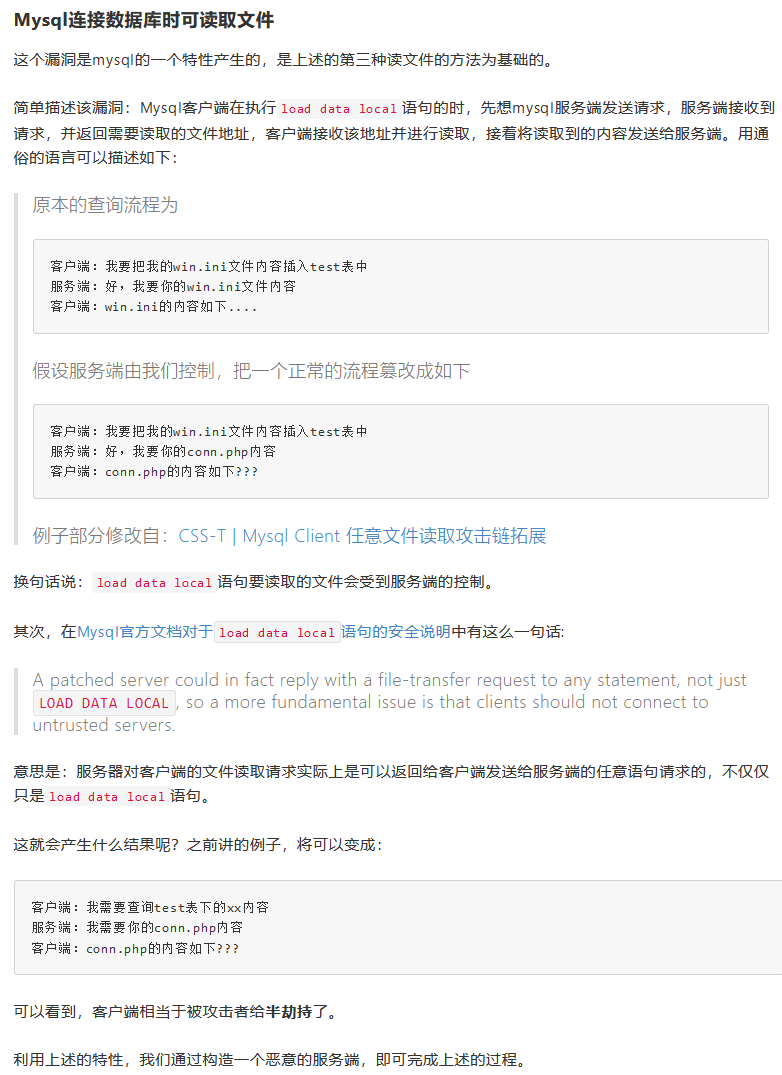 Mysql连接数据库时可读取文件
这个漏洞是mysql的一个特性产生的，是上述的第三种读文件的方法为基础的。
简单描述该漏洞：Mysql客户端在执行 load data local 语句的时，先想mysql服务端发送请求，服务端接收到
请求，并返回需要读取的文件地址，客户端接收该地址并进行读取，接着将读取到的内容发送给服务端。用通
俗的语言可以描述如下：
原本的查询流程为
客户端：我要把我的win.ini文件内容插入test表中
服务端：好，我要你的win.ini文件内容
客户端：win.ini的内容如下....
假设服务端由我们控制，把一个正常的流程篡改成如下
客户端：我要把我的win.ini文件内容插入test表中
服务端：好，我要你的conn.php内容
客户端：conn.php的内容如下???
例子部分修改自：CSS-T | Mysql Client 任意文件读取攻击链拓展
换句话说： load data local 语句要读取的文件会受到服务端的控制。
其次，在Mysql官方文档对于 load data local 语句的安全说明中有这么一句话:
A patched server could in fact reply with a file-transfer request to any statement, not just
LOAD DATA LOCAL , so a more fundamental issue is that clients should not connect to
untrusted servers.
意思是：服务器对客户端的文件读取请求实际上是可以返回给客户端发送给服务端的任意语句请求的，不仅仅
只是 load data local 语句。
这就会产生什么结果呢？之前讲的例子，将可以变成：
客户端：我需要查询test表下的xx内容
服务端：我需要你的conn.php内容
客户端：conn.php的内容如下???
可以看到，客户端相当于被攻击者给半劫持了。
利用上述的特性，我们通过构造一个恶意的服务端，即可完成上述的过程。